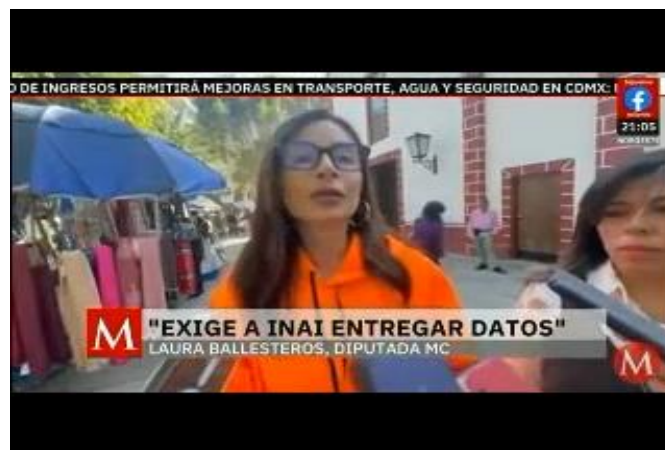 O DE INGRESOS PERMITIRÁ MEJORAS EN TRANSPORTE, AGUA Y SEGURIDAD EN CDMX:
21:05
M "EXIGE A INAI ENTREGAR DATOS"
LAURA BALLESTEROS, DIPUTADA MC
M